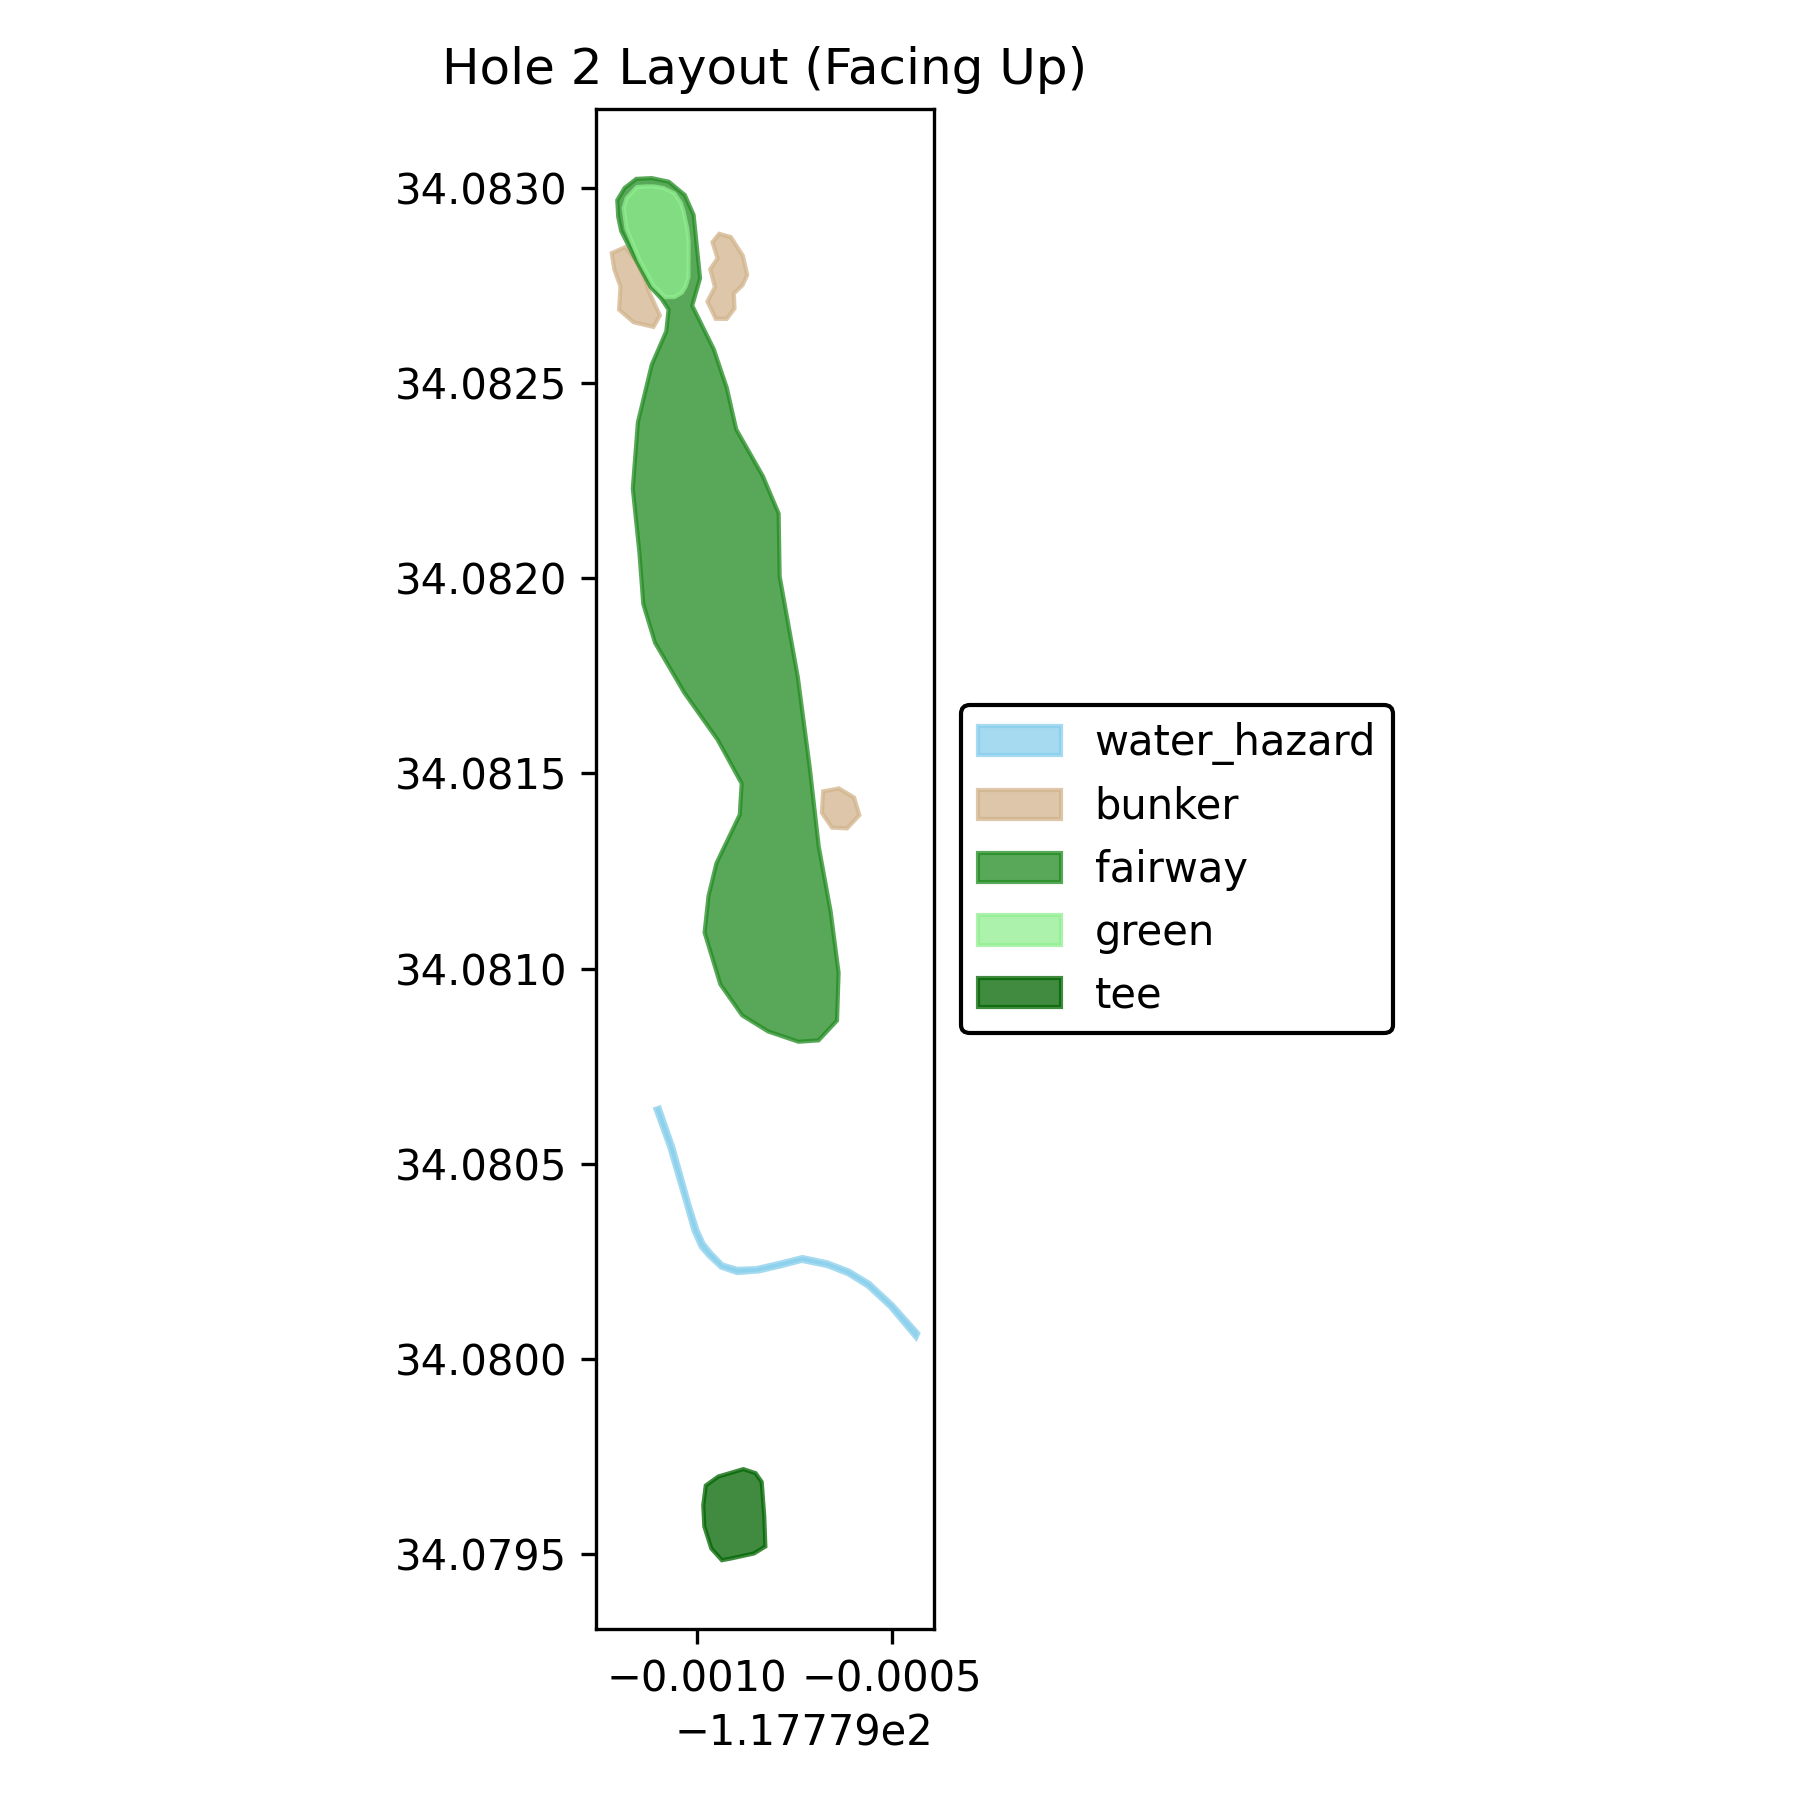 Hole 2 Layout (Facing Up)
34.0830
34.0825
34.0820
34.0815
34.0810
34.0805
34.0800
34.0795
−0.0010 −0.0005
−1.17779e2
water_hazard
bunker
fairway
green
tee